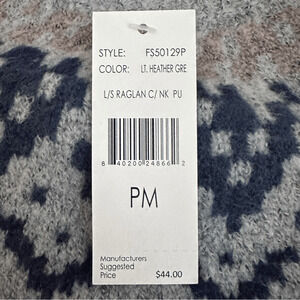 STYLE: FS50129P
COLOR: LT. HEATHER GRE
L/S RAGLAN C/ NK PU
8 40200 24866 2
PM
Manufacturers
Suggested
Price $44.00